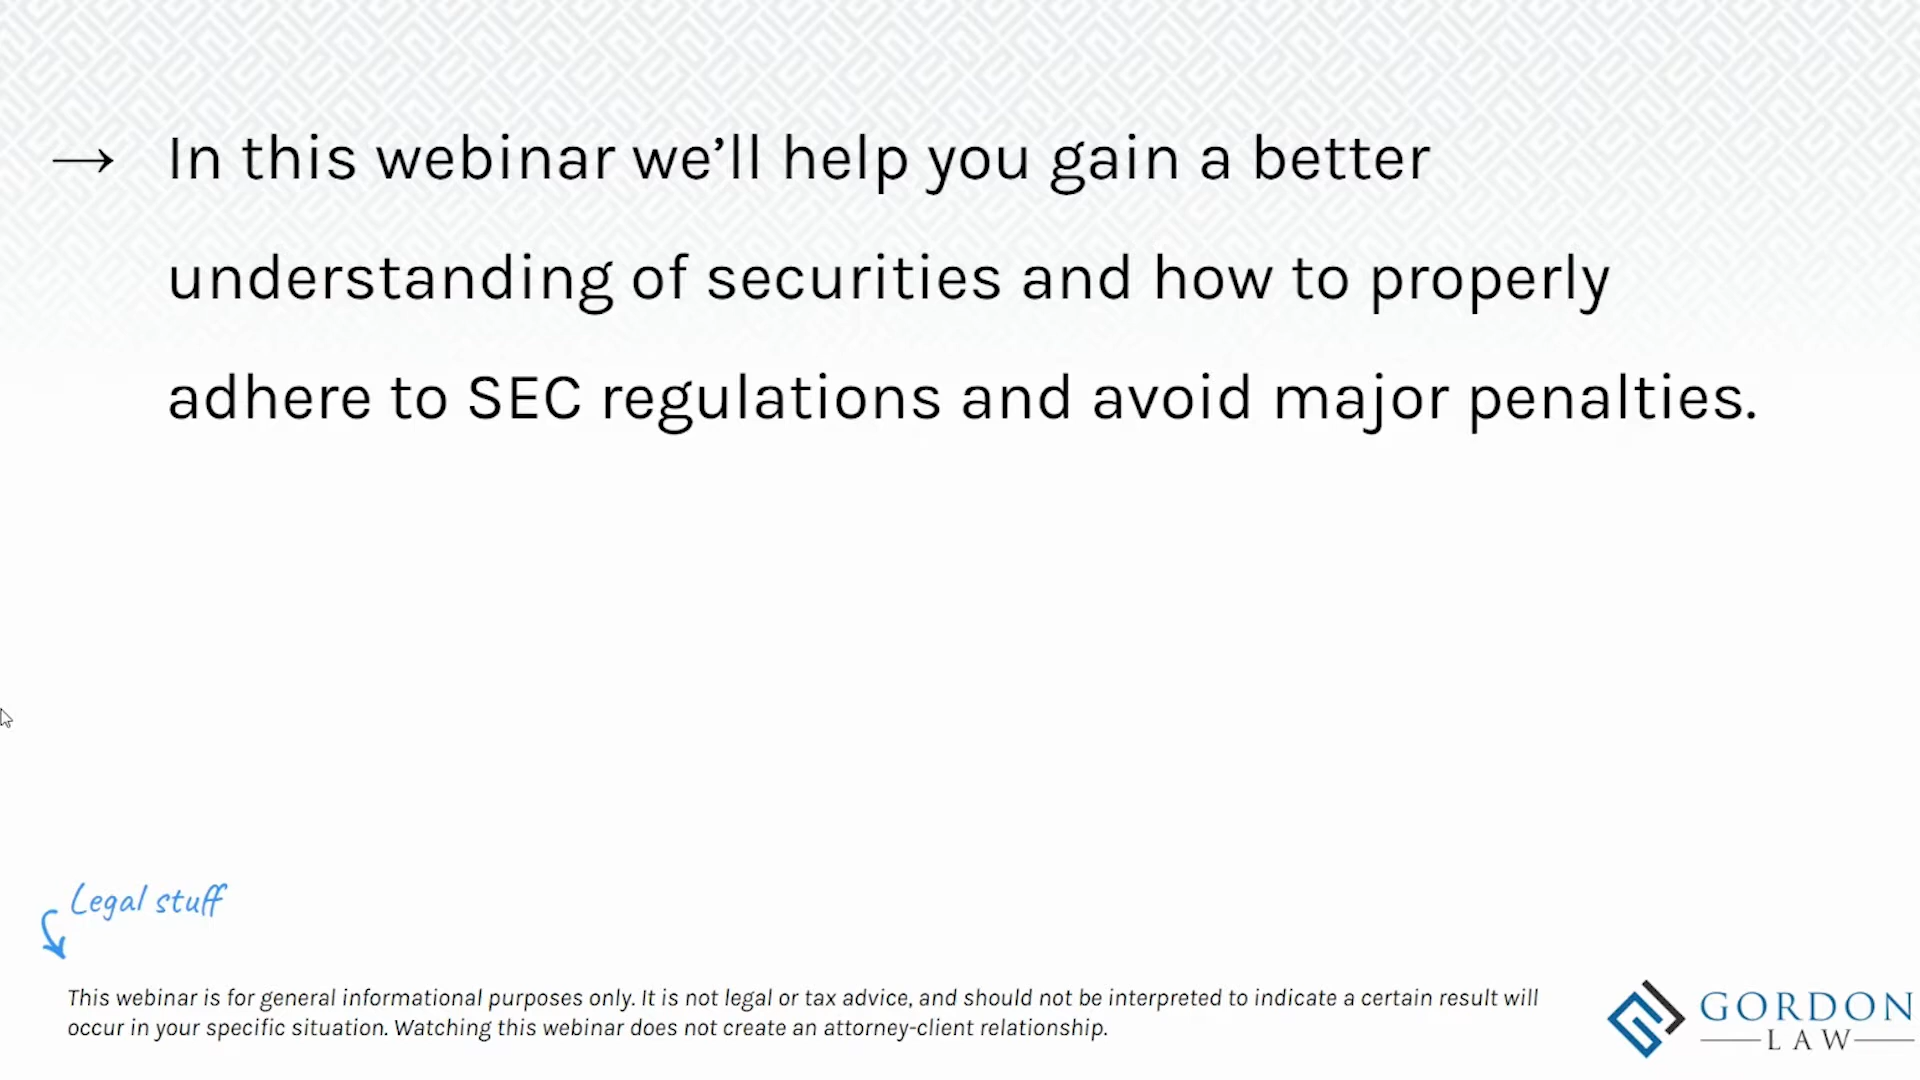 → In this webinar we’ll help you gain a better
understanding of securities and how to properly
adhere to SEC regulations and avoid major penalties.
Legal stuff
This webinar is for general informational purposes only. It is not legal or tax advice, and should not be interpreted to indicate a certain result will
occur in your specific situation. Watching this webinar does not create an attorney-client relationship.
GORDON
LAW